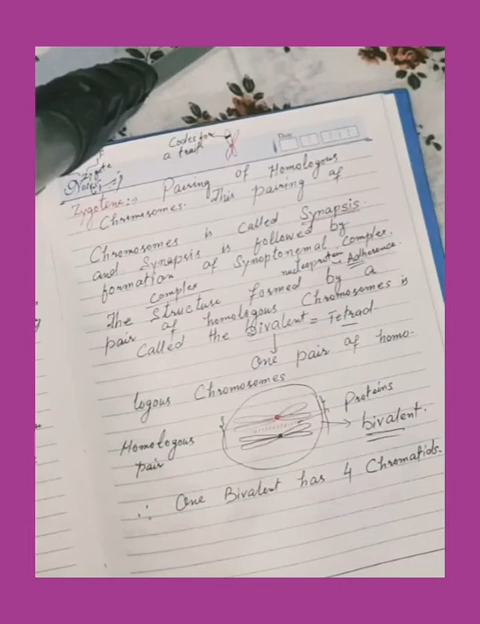 Codes for
a trait
Date
Zygotene:→ Pairing of Homologous
Chromosomes. This pairing of
Chromosomes is called Synapsis.
and Synapsis is followed by
formation of Synoptonemal complex.
complex nucleoprotein Adherence.
The Structure formed by a
pair of homologous Chromosomes is
Called the Bivalent = Tetrad
One pair of homo-
logous Chromosomes
Homologous
pair
Proteins
bivalent.
∴ One Bivalent has 4 Chromatids.